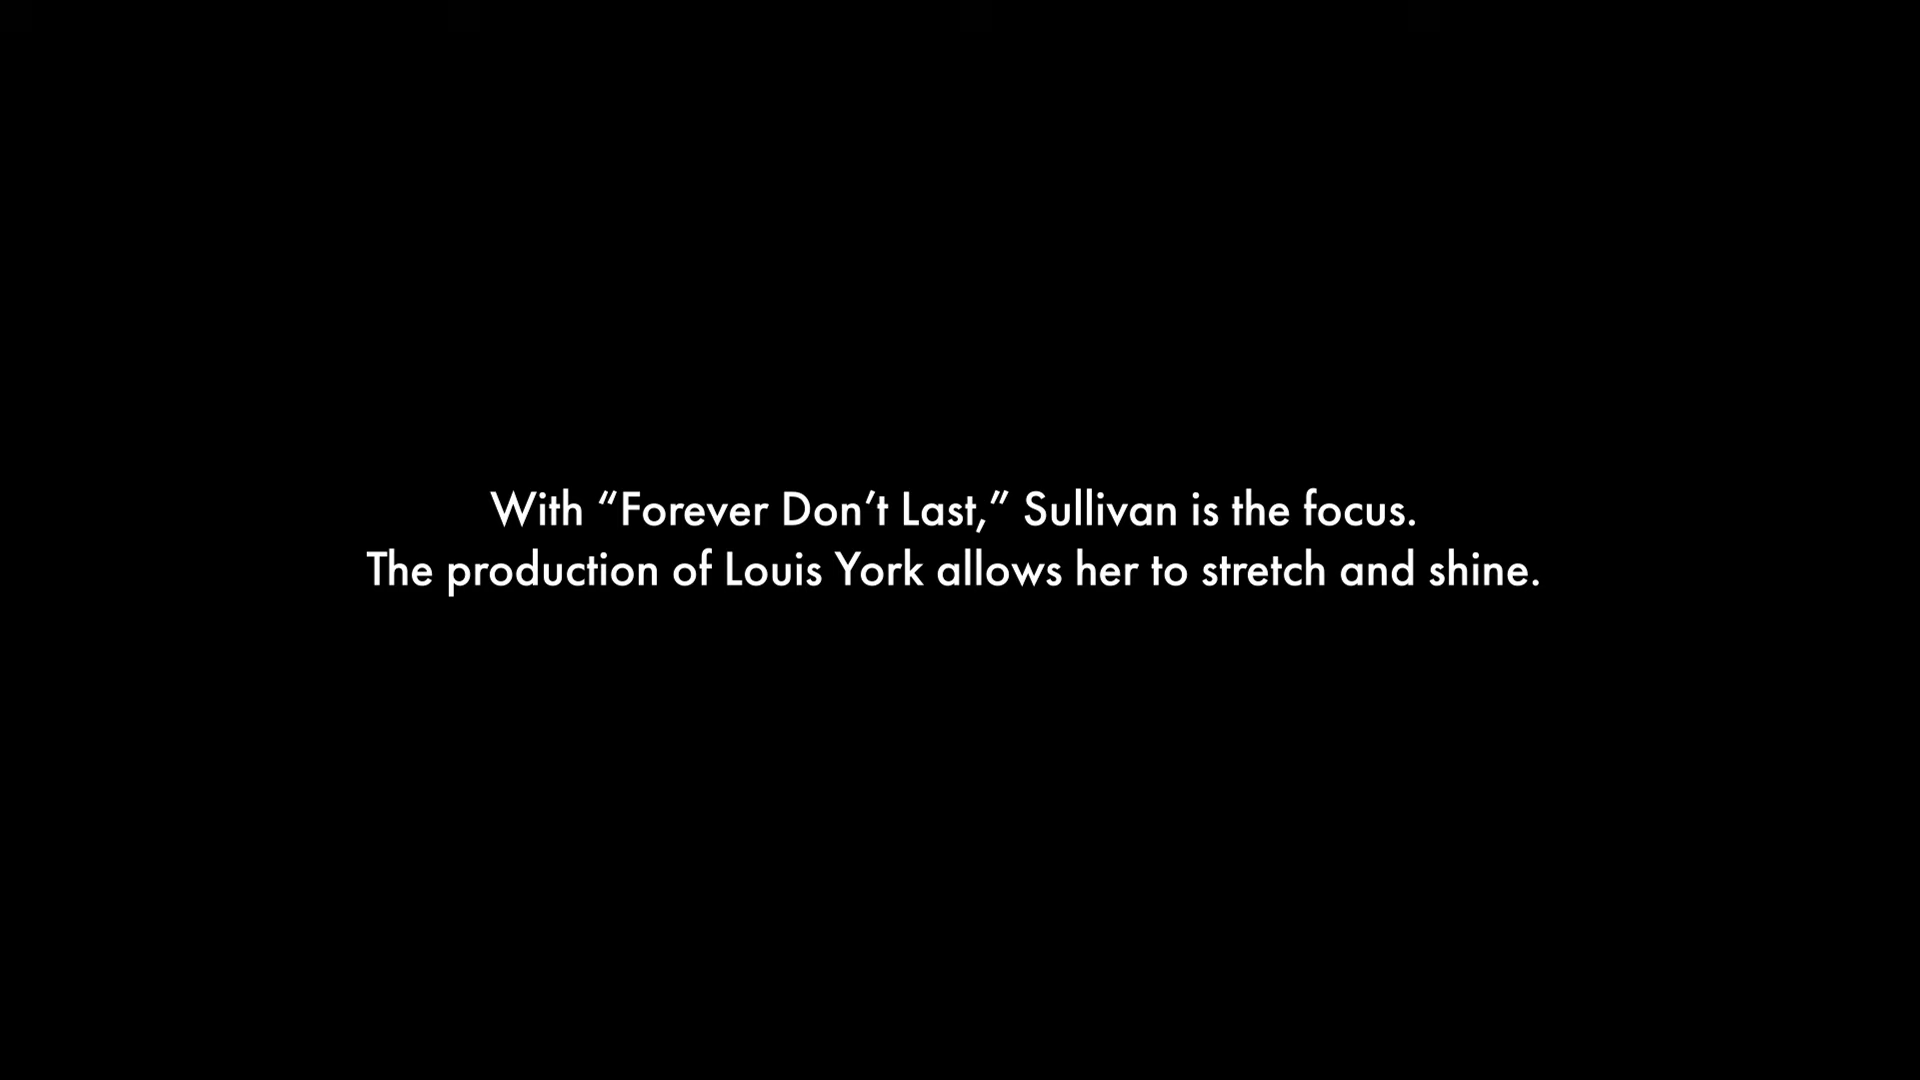 With “Forever Don’t Last,” Sullivan is the focus.
The production of Louis York allows her to stretch and shine.